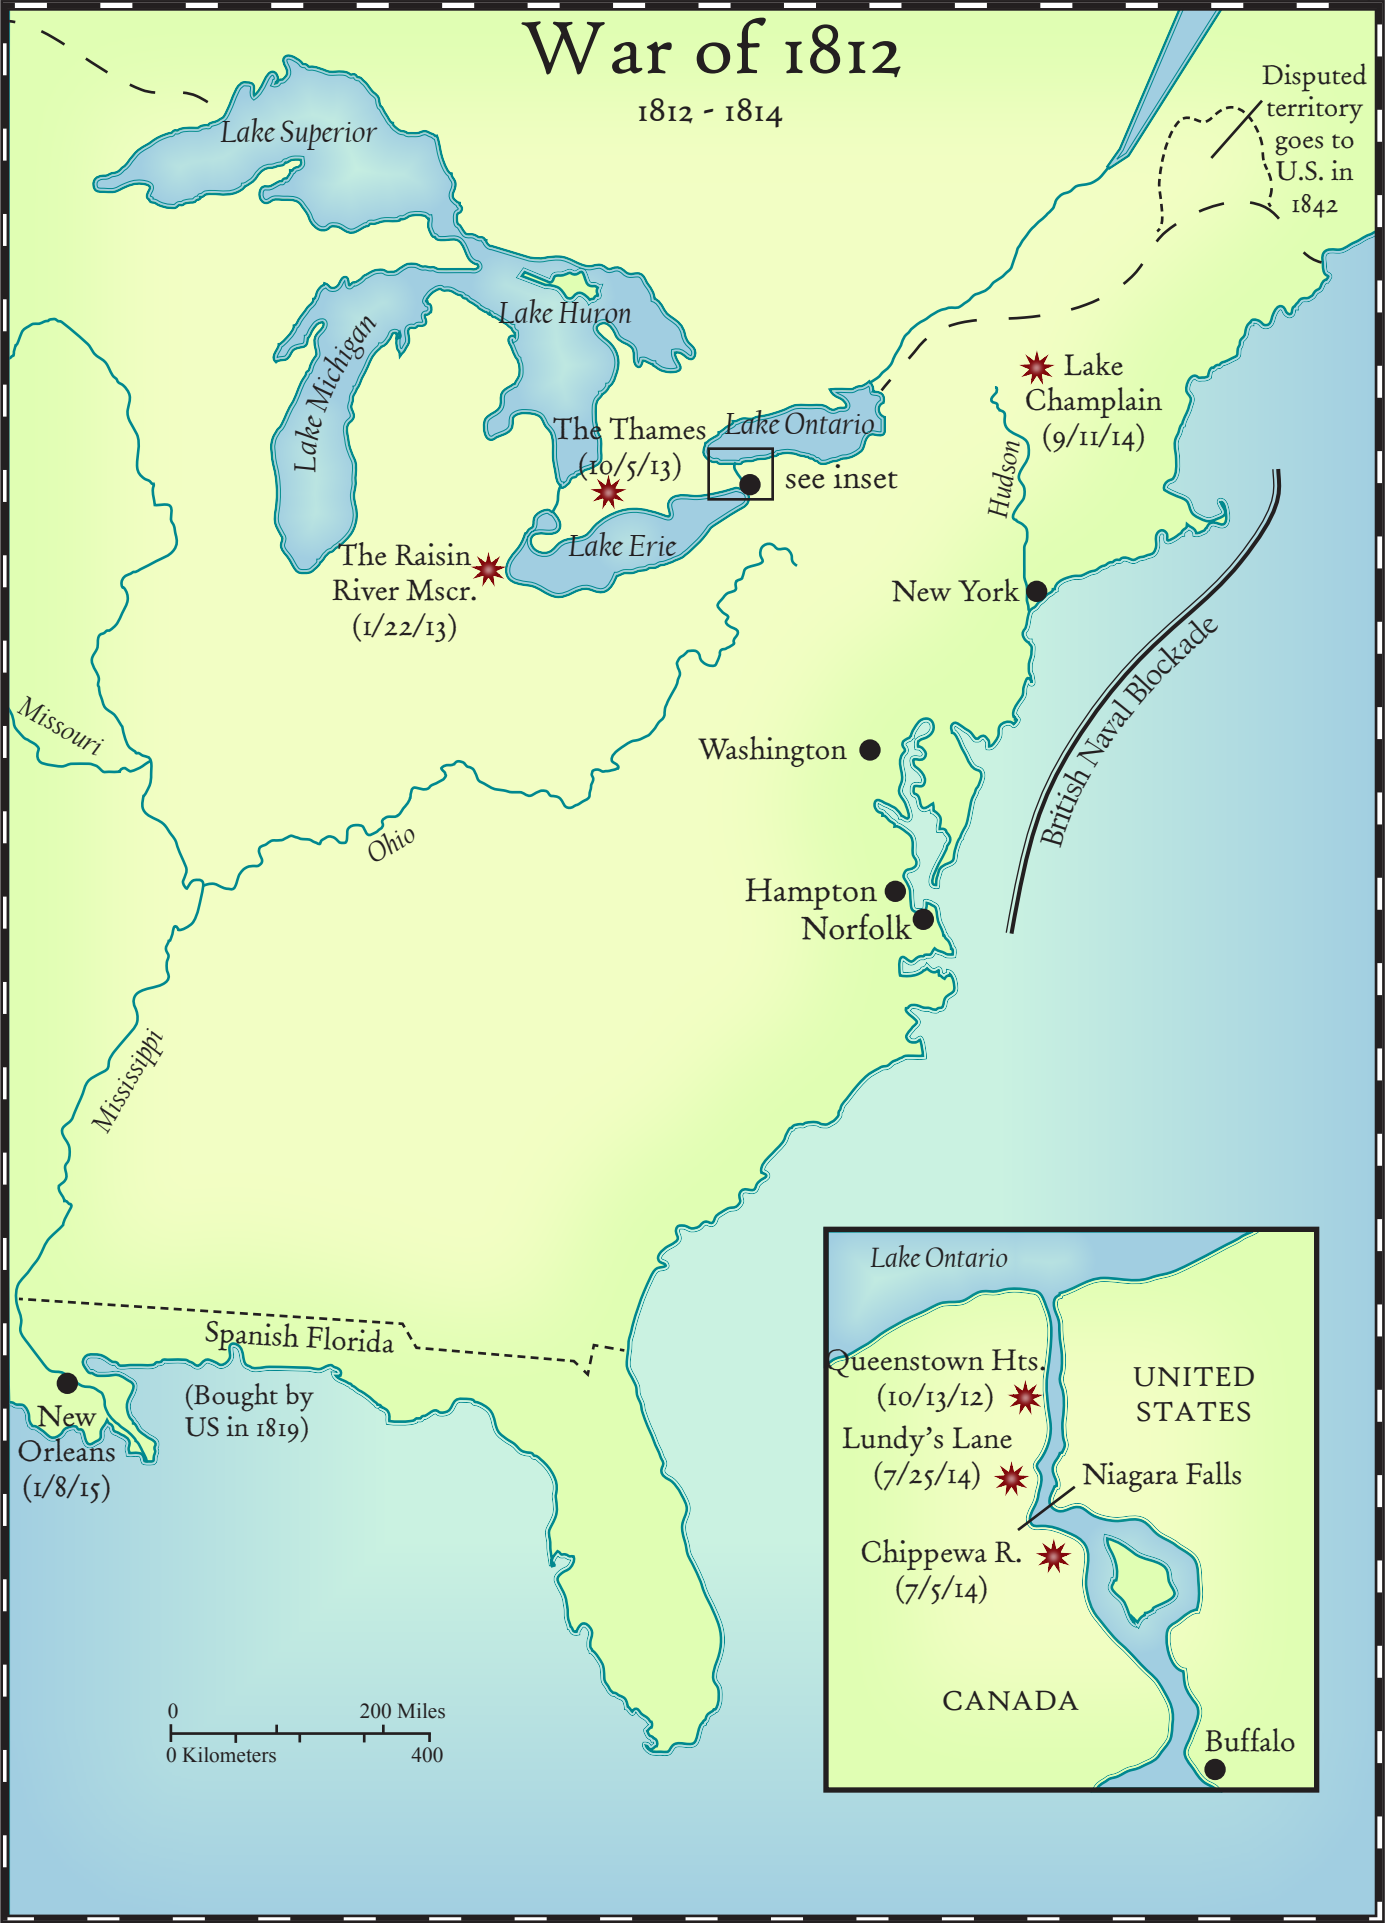 War of 1812
1812 - 1814
Disputed
territory
goes to
U.S. in
1842
Lake Superior
Lake Huron
Lake Michigan
Lake
Champlain
(9/11/14)
The Thames
(10/5/13)
Lake Ontario
see inset
Hudson
Lake Erie
The Raisin
River Mscr.
(1/22/13)
New York
British Naval Blockade
Missouri
Washington
Ohio
Hampton
Norfolk
Mississippi
Spanish Florida
(Bought by
US in 1819)
New
Orleans
(1/8/15)
0
200 Miles
0 Kilometers
400
Lake Ontario
Queenstown Hts.
(10/13/12)
UNITED
STATES
Lundy's Lane
(7/25/14)
Niagara Falls
Chippewa R.
(7/5/14)
CANADA
Buffalo